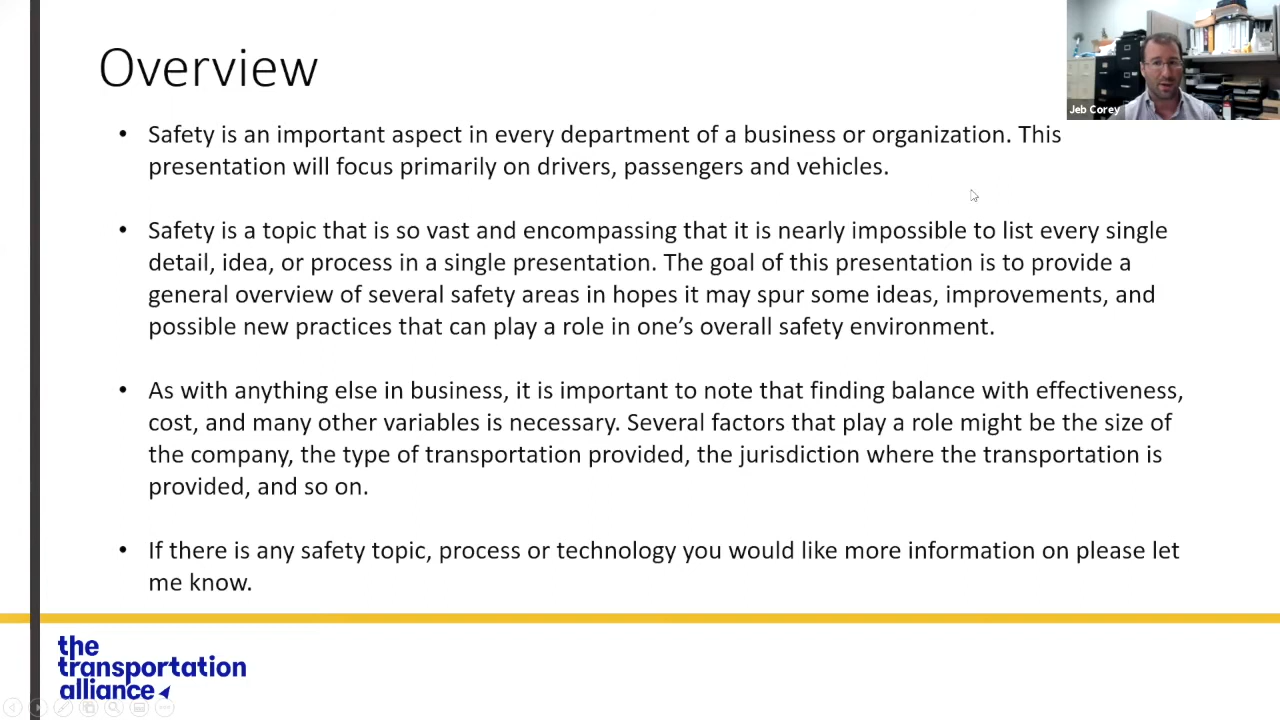 Overview
Jeb Corey
• Safety is an important aspect in every department of a business or organization. This
presentation will focus primarily on drivers, passengers and vehicles.
• Safety is a topic that is so vast and encompassing that it is nearly impossible to list every single
detail, idea, or process in a single presentation. The goal of this presentation is to provide a
general overview of several safety areas in hopes it may spur some ideas, improvements, and
possible new practices that can play a role in one’s overall safety environment.
• As with anything else in business, it is important to note that finding balance with effectiveness,
cost, and many other variables is necessary. Several factors that play a role might be the size of
the company, the type of transportation provided, the jurisdiction where the transportation is
provided, and so on.
• If there is any safety topic, process or technology you would like more information on please let
me know.
the
transportation
alliance